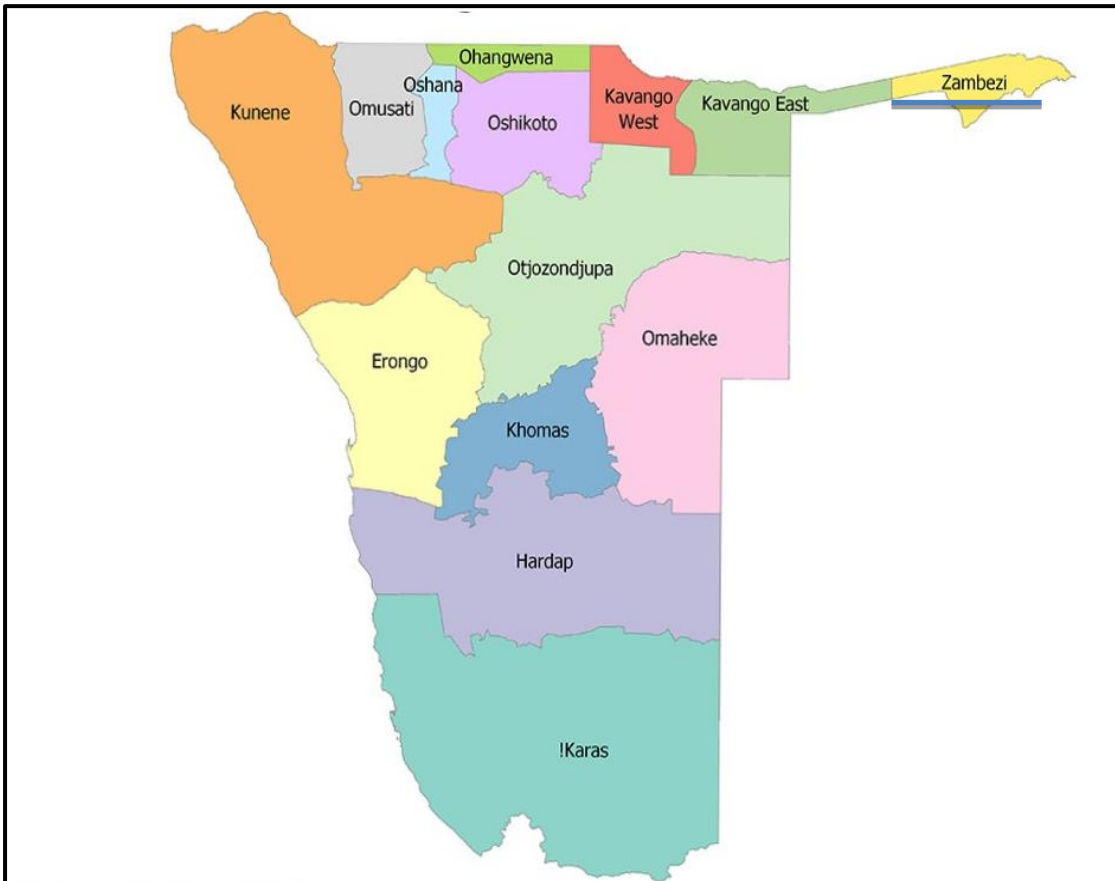 Ohangwena
Oshana
Zambezi
Kunene
Omusati
Oshikoto
Kavango
West
Kavango East
Otjozondjupa
Omaheke
Erongo
Khomas
Hardap
!Karas